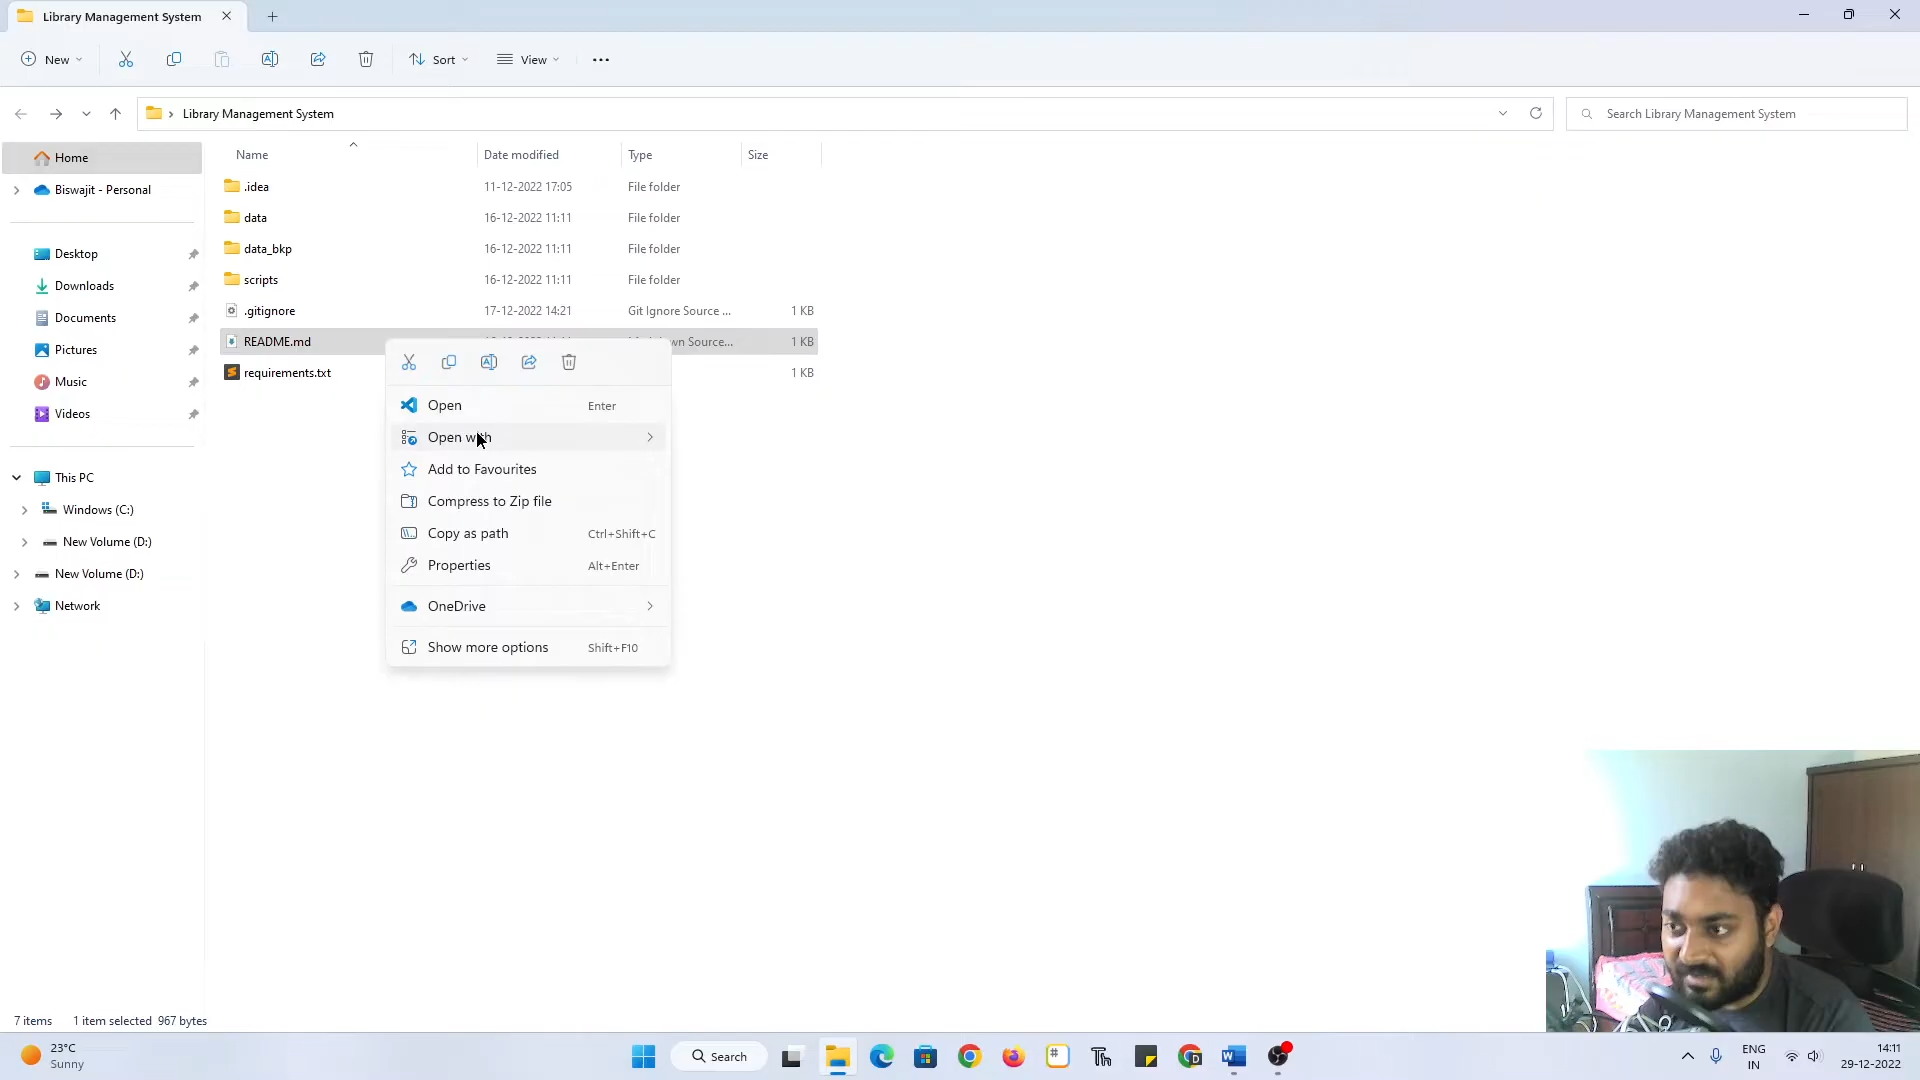 Library Management System
New
Sort
View
Library Management System
Search Library Management System
Home
Biswajit - Personal
Desktop
Downloads
Documents
Pictures
Music
Videos
This PC
Windows (C:)
New Volume (D:)
New Volume (D:)
Network
Name Date modified Type Size
.idea 11-12-2022 17:05 File folder
data 16-12-2022 11:11 File folder
data_bkp 16-12-2022 11:11 File folder
scripts 16-12-2022 11:11 File folder
.gitignore 17-12-2022 14:21 Git Ignore Source ... 1 KB
README.md Source... 1 KB
requirements.txt 1 KB
Open Enter
Open with
Add to Favourites
Compress to Zip file
Copy as path Ctrl+Shift+C
Properties Alt+Enter
OneDrive
Show more options Shift+F10
7 items 1 item selected 967 bytes
23°C
Sunny
Search
ENG
IN
14:11
29-12-2022